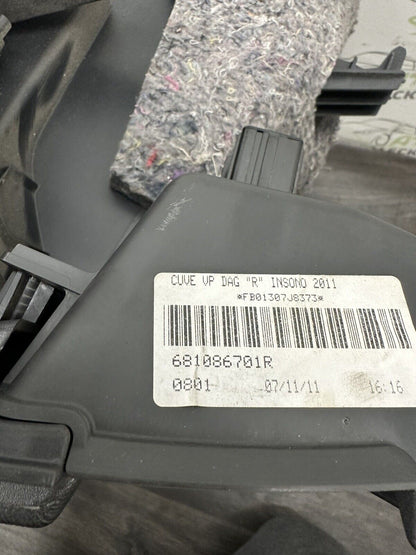 CUVE VP DAG "R" INSONO 2011
*FB01307J8373*
681086701R
0801 07/11/11 16:16